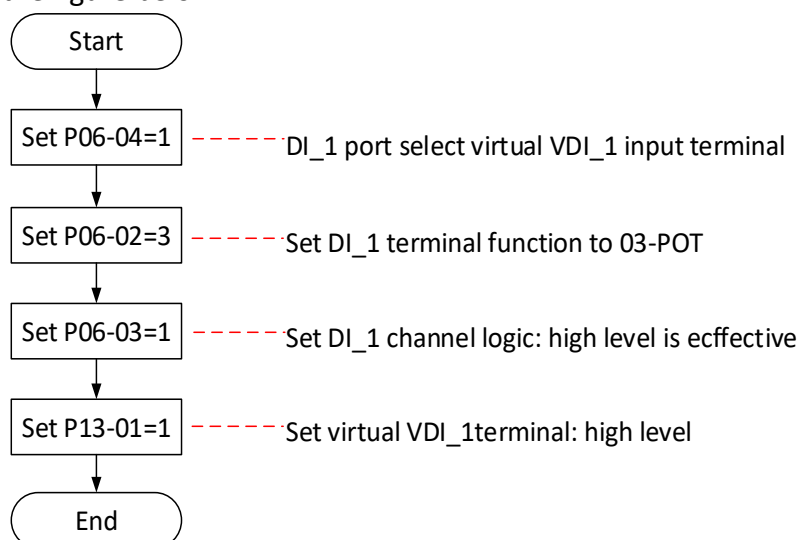 Start
Set P06-04=1
DI_1 port select virtual VDI_1 input terminal
Set P06-02=3
Set DI_1 terminal function to 03-POT
Set P06-03=1
Set DI_1 channel logic: high level is ecffective
Set P13-01=1
Set virtual VDI_1terminal: high level
End